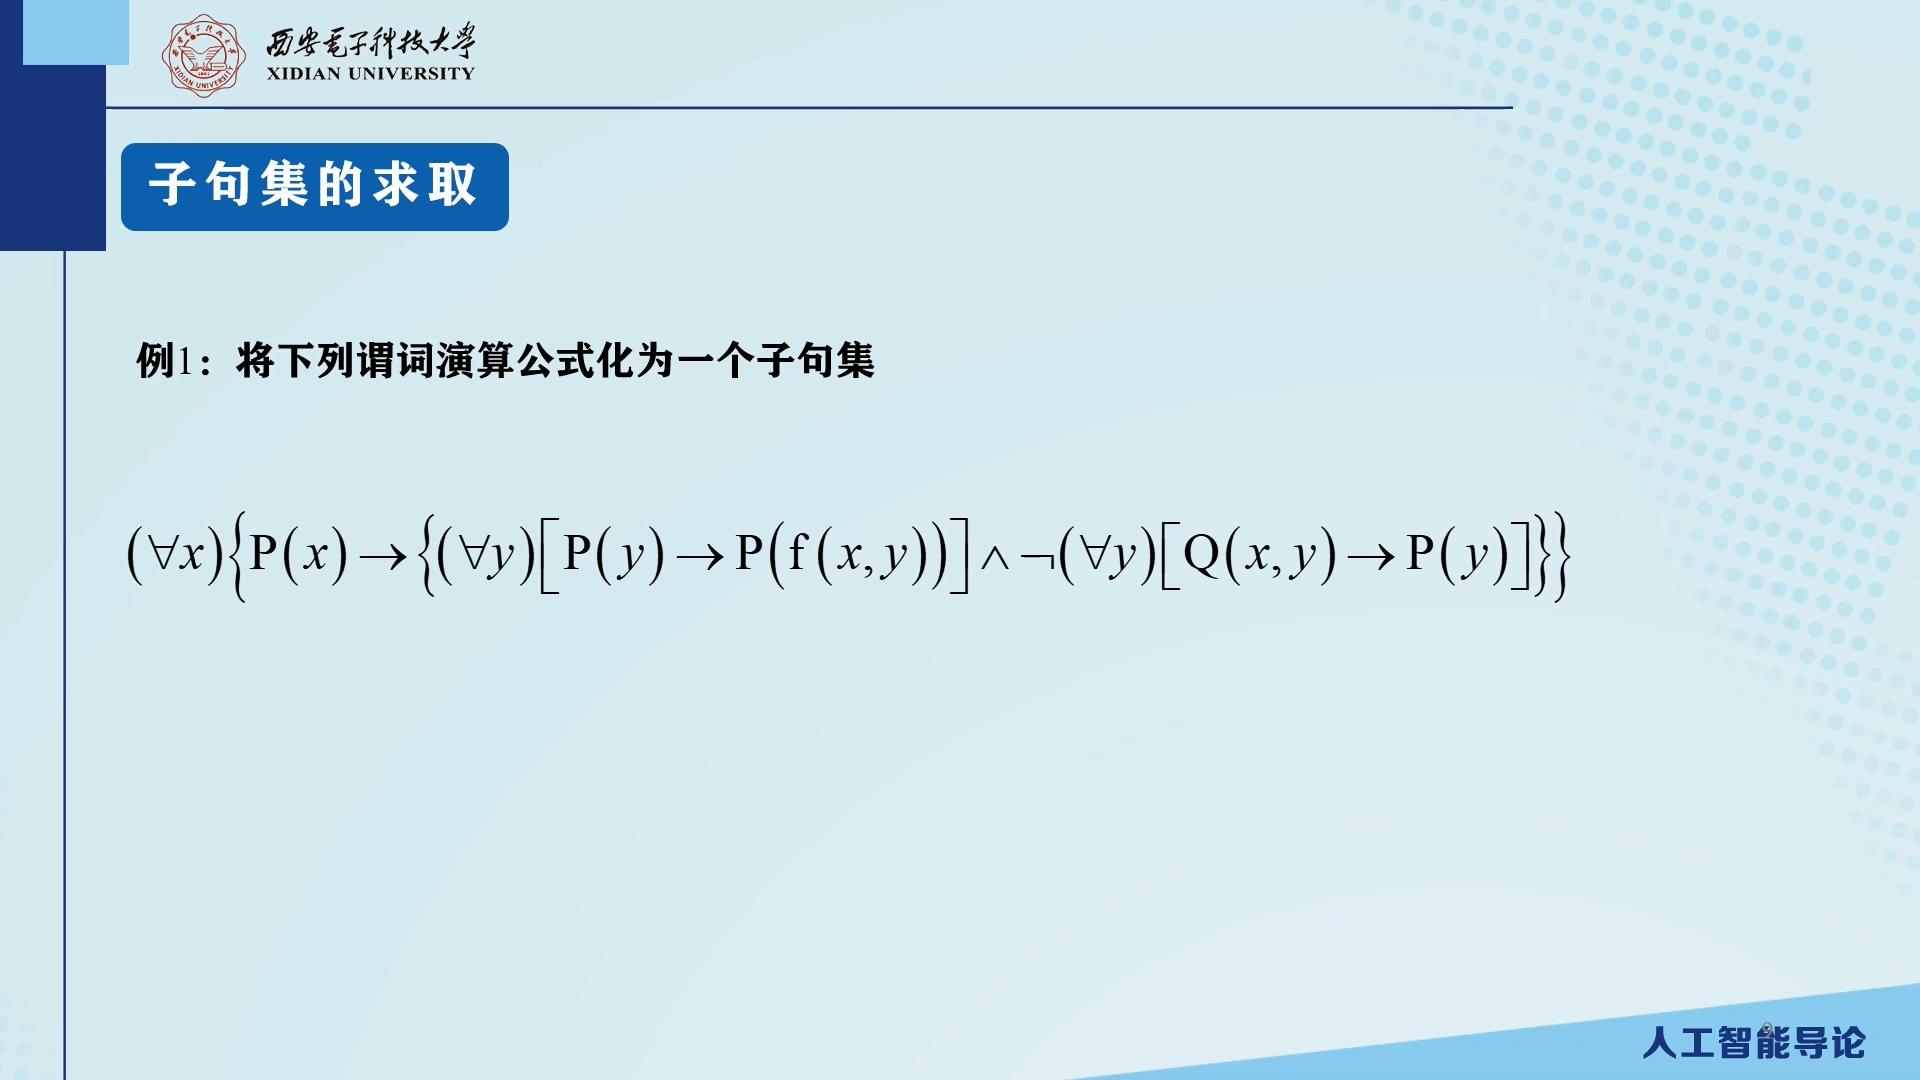 西安电子科技大学
XIDIAN UNIVERSITY
子句集的求取
例1：将下列谓词演算公式化为一个子句集
(∀x){P(x)→{(∀y)[P(y)→P(f(x,y))]∧¬(∀y)[Q(x,y)→P(y)]}}
人工智能导论
9